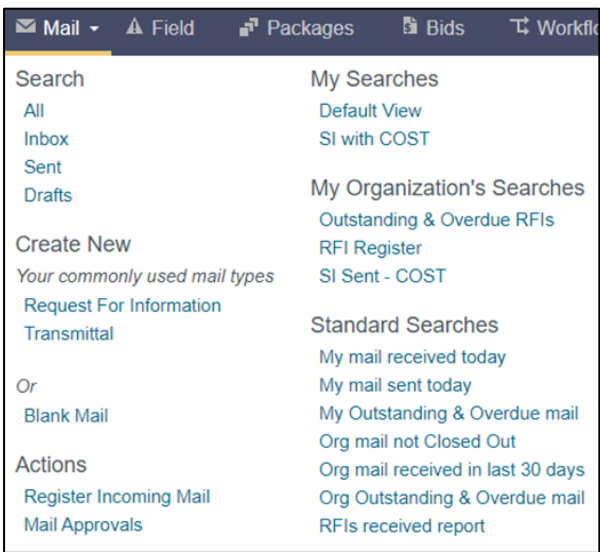 Mail
Field
Packages
Bids
Search
All
Inbox
Sent
Drafts
Create New
Your commonly used mail types
Request For Information
Transmittal
Or
Blank Mail
Actions
Register Incoming Mail
Mail Approvals
My Searches
Default View
SI with COST
My Organization's Searches
Outstanding & Overdue RFIs
RFI Register
SI Sent - COST
Standard Searches
My mail received today
My mail sent today
My Outstanding & Overdue mail
Org mail not Closed Out
Org mail received in last 30 days
Org Outstanding & Overdue mail
RFIs received report